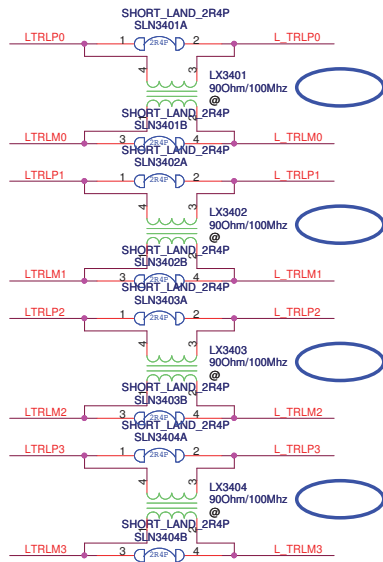 SHORT_LAND_2R4P
SLN3401A
LTRLP0 1 2R4P 2 L_TRLP0
4 3
LX3401
90Ohm/100Mhz
@
SHORT_LAND_2R4P
SLN3401B
LTRLM0 3 2R4P 4 L_TRLM0
SHORT_LAND_2R4P
SLN3402A
LTRLP1 1 2R4P 2 L_TRLP1
4 3
LX3402
90Ohm/100Mhz
@
SHORT_LAND_2R4P
SLN3402B
LTRLM1 3 2R4P 4 L_TRLM1
SHORT_LAND_2R4P
SLN3403A
LTRLP2 1 2R4P 2 L_TRLP2
4 3
LX3403
90Ohm/100Mhz
@
SHORT_LAND_2R4P
SLN3403B
LTRLM2 3 2R4P 4 L_TRLM2
SHORT_LAND_2R4P
SLN3404A
LTRLP3 1 2R4P 2 L_TRLP3
4 3
LX3404
90Ohm/100Mhz
@
SHORT_LAND_2R4P
SLN3404B
LTRLM3 3 2R4P 4 L_TRLM3